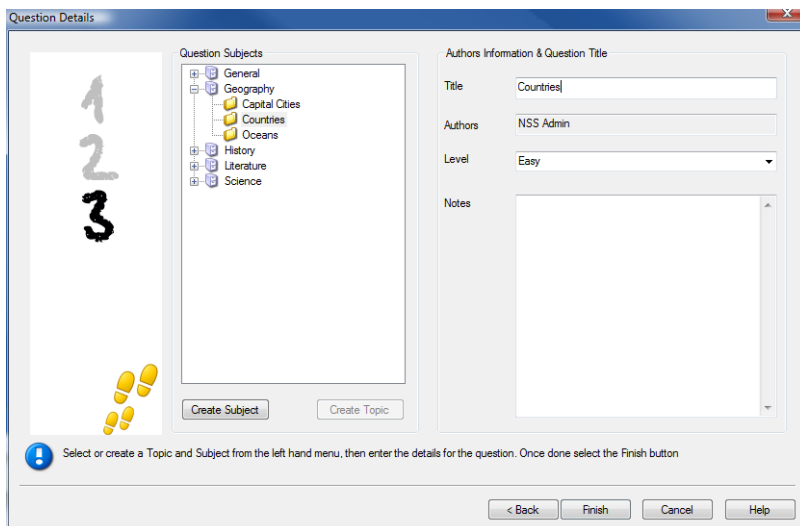 Question Details
1
2
3
Question Subjects
General
Geography
Capital Cities
Countries
Oceans
History
Literature
Science
Create Subject
Create Topic
Authors Information & Question Title
Title
Countries
Authors
NSS Admin
Level
Easy
Notes
Select or create a Topic and Subject from the left hand menu, then enter the details for the question. Once done select the Finish button
< Back
Finish
Cancel
Help